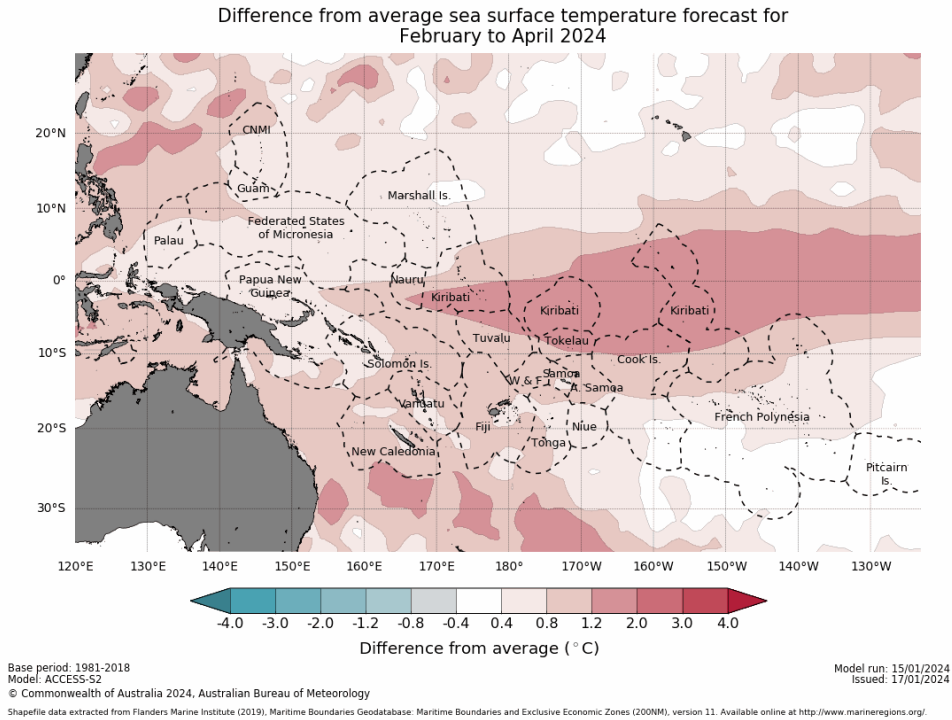 Difference from average sea surface temperature forecast for
February to April 2024
CNMI
20°N
Guam
Marshall Is.
10°N
Federated States
of Micronesia
Palau
0°
Papua New
Guinea
Nauru
Kiribati
Kiribati
Kiribati
Tuvalu
Tokelau
10°S
Solomon Is.
Cook Is.
W & F
Samoa
A. Samoa
Vanuatu
French Polynesia
20°S
Fiji
Niue
Tonga
New Caledonia
Pitcairn
Is.
30°S
120°E 130°E 140°E 150°E 160°E 170°E 180°W 170°W 160°W 150°W 140°W 130°W
-4.0 -3.0 -2.0 -1.2 -0.8 -0.4 0.4 0.8 1.2 2.0 3.0 4.0
Difference from average (°C)
Base period: 1981-2018
Model run: 15/01/2024
Model: ACCESS-S2
Issued: 17/01/2024
© Commonwealth of Australia 2024, Australian Bureau of Meteorology
Shapefile data extracted from Flanders Marine Institute (2019), Maritime Boundaries Geodatabase: Maritime Boundaries and Exclusive Economic Zones (200NM), version 11. Available online at http://www.marineregions.org/.